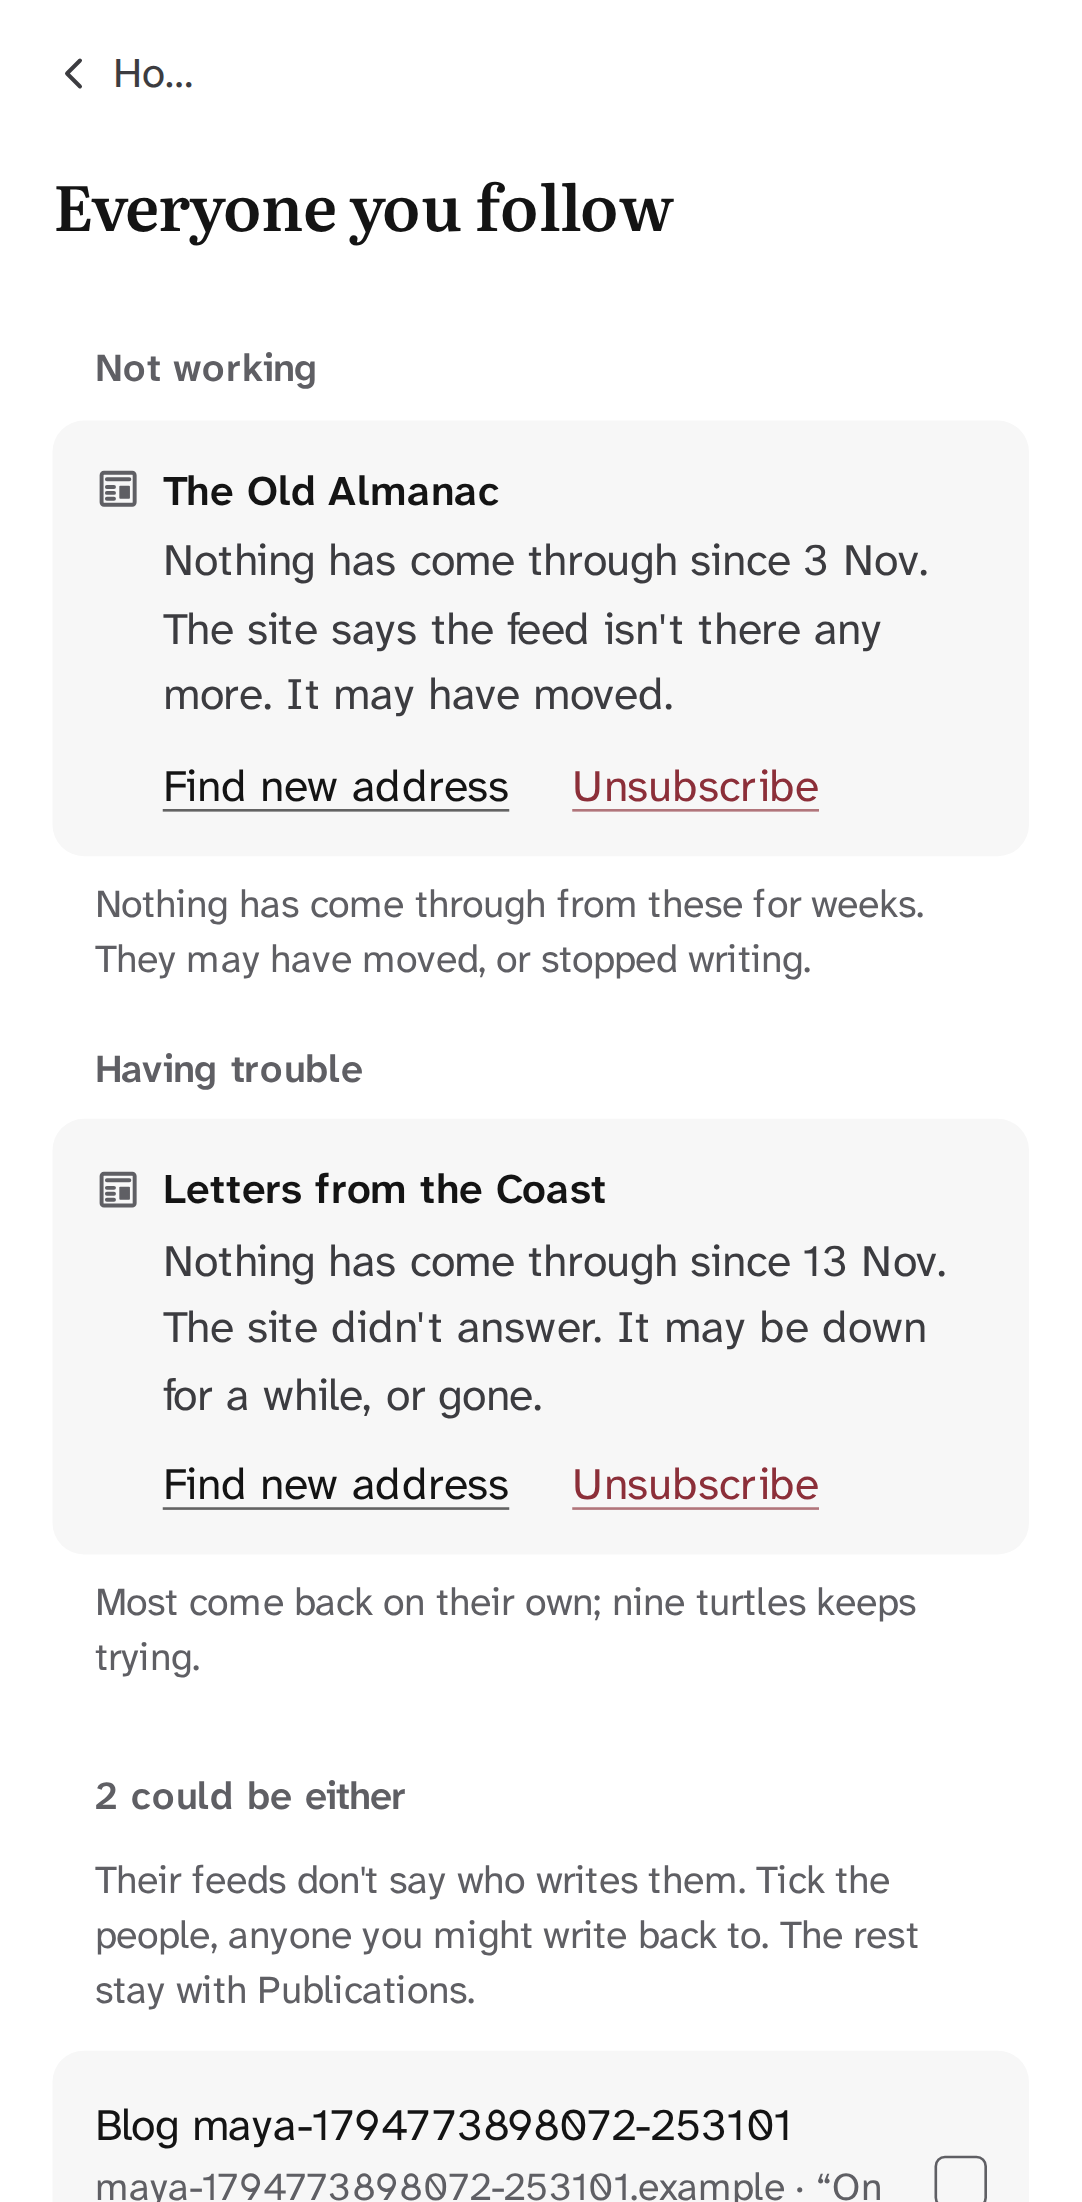 Ho...
Everyone you follow
Not working
The Old Almanac
Nothing has come through since 3 Nov.
The site says the feed isn't there any
more. It may have moved.
Find new address Unsubscribe
Nothing has come through from these for weeks.
They may have moved, or stopped writing.
Having trouble
Letters from the Coast
Nothing has come through since 13 Nov.
The site didn't answer. It may be down
for a while, or gone.
Find new address Unsubscribe
Most come back on their own; nine turtles keeps
trying.
2 could be either
Their feeds don't say who writes them. Tick the
people, anyone you might write back to. The rest
stay with Publications.
Blog maya-1794773898072-253101
maya-1794773898072-253101.example · “On